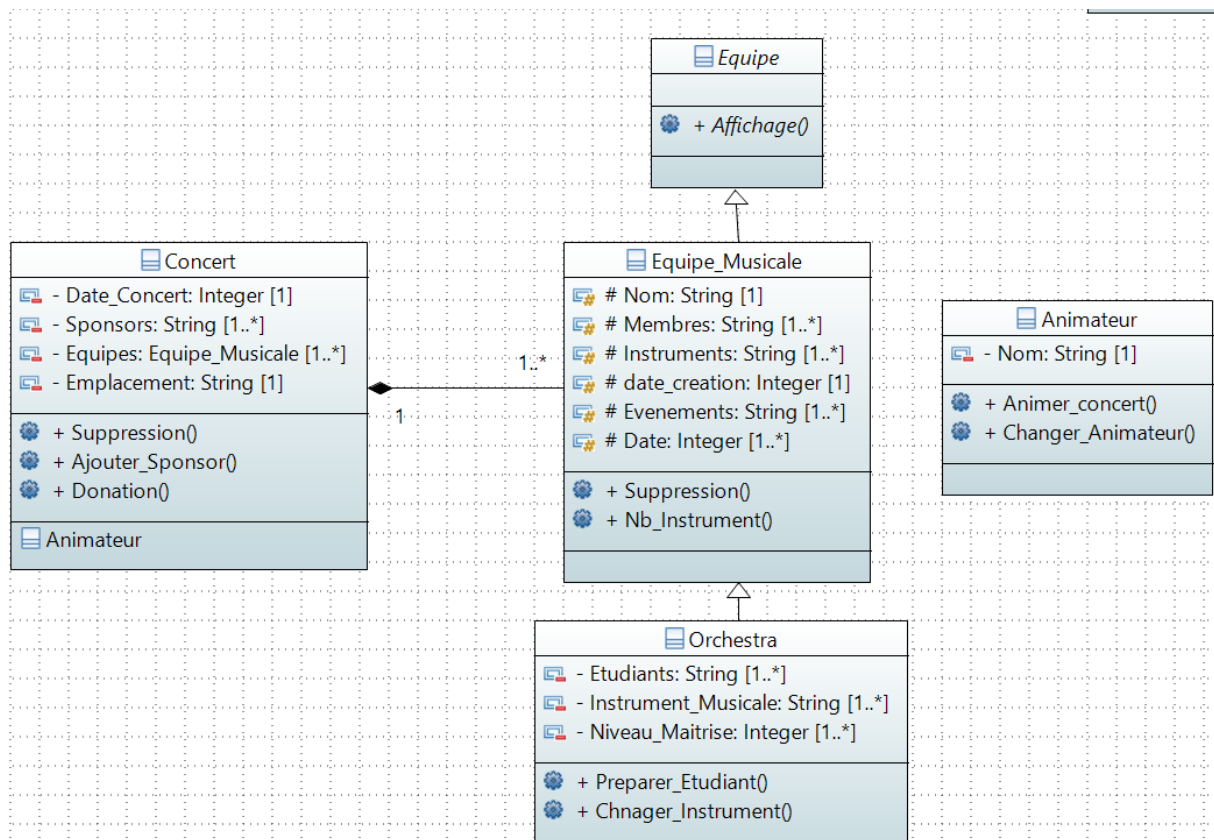 Equipe
+ Affichage()
Concert
- Date_Concert: Integer [1]
- Sponsors: String [1..*]
- Equipes: Equipe_Musicale [1..*]
- Emplacement: String [1]
+ Suppression()
+ Ajouter_Sponsor()
+ Donation()
Animateur
1
1..*
Equipe_Musicale
# Nom: String [1]
# Membres: String [1..*]
# Instruments: String [1..*]
# date_creation: Integer [1]
# Evenements: String [1..*]
# Date: Integer [1..*]
+ Suppression()
+ Nb_Instrument()
Animateur
- Nom: String [1]
+ Animer_concert()
+ Changer_Animateur()
Orchestra
- Etudiants: String [1..*]
- Instrument_Musicale: String [1..*]
- Niveau_Maitrise: Integer [1..*]
+ Preparer_Etudiant()
+ Chnager_Instrument()